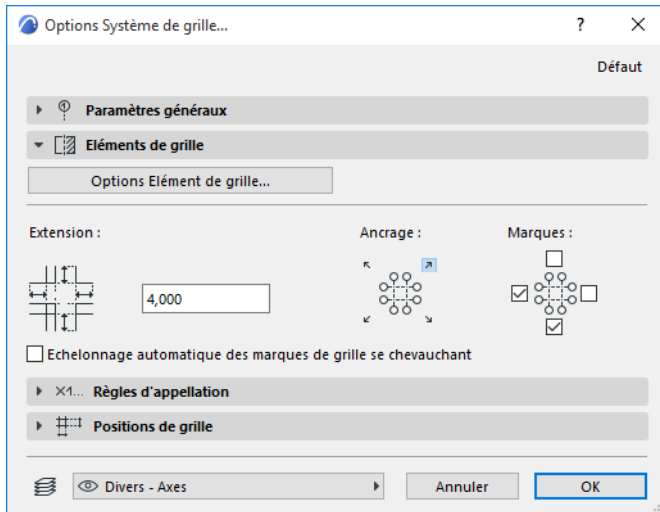 Options Système de grille...
?
Défaut
Paramètres généraux
Eléments de grille
Options Elément de grille...
Extension : Ancrage : Marques :
4,000
Echelonnage automatique des marques de grille se chevauchant
X1... Règles d'appellation
Positions de grille
Divers - Axes Annuler OK